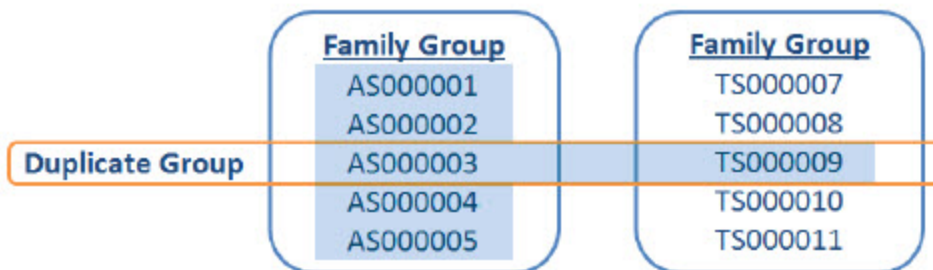 Family Group
AS000001
AS000002
AS000003
AS000004
AS000005
Family Group
TS000007
TS000008
TS000009
TS000010
TS000011
Duplicate Group